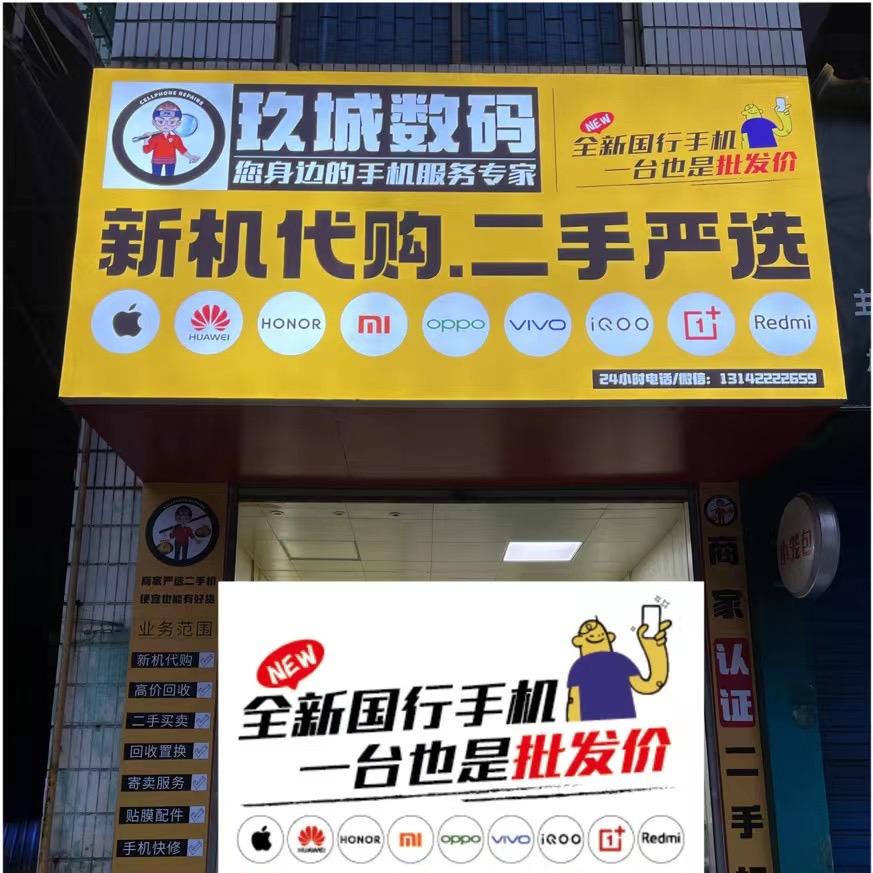 CELLPHONE REPAIRS
玖城数码
您身边的手机服务专家
NEW
全新国行手机
一台也是批发价
新机代购.二手严选
HUAWEI
HONOR
mi
oppo
vivo
iQOO
1+
Redmi
24小时电话/微信：13142222659
商家严选二手机
便宜也能有好货
业务范围
新机代购
高价回收
二手买卖
回收置换
寄卖服务
贴膜配件
手机快修
NEW
全新国行手机
一台也是批发价
HUAWEI
HONOR
mi
oppo
vivo
iQOO
1+
Redmi
商家认证二手机
小笼包